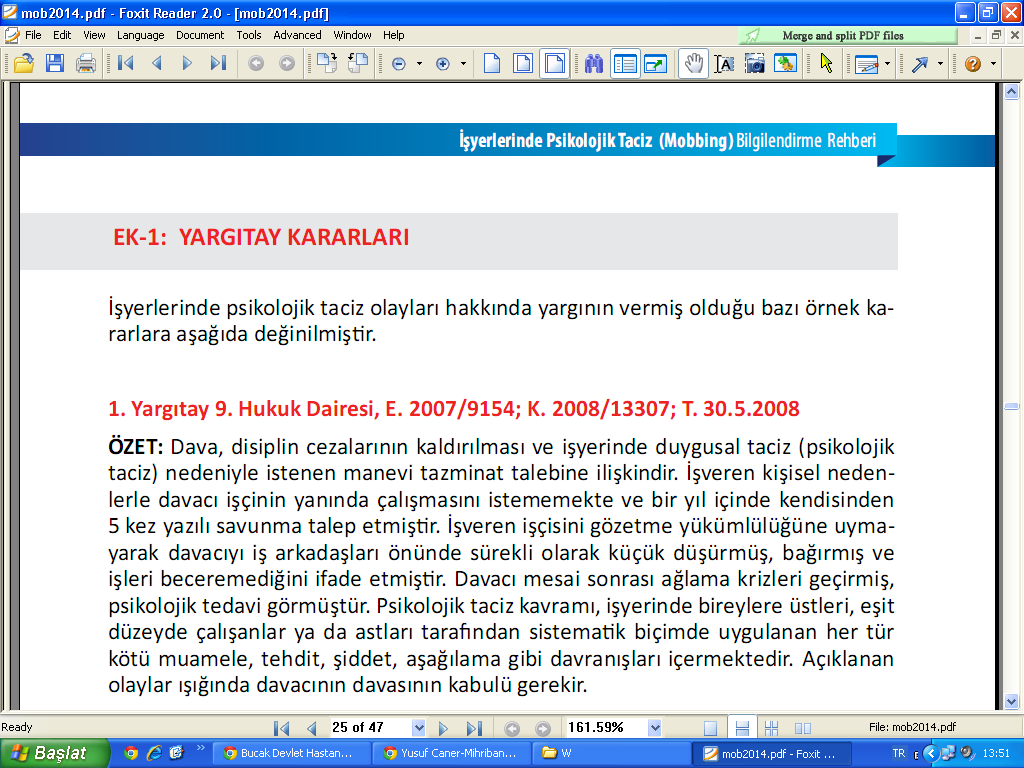 mob2014.pdf - Foxit Reader 2.0 - [mob2014.pdf]
File Edit View Language Document Tools Advanced Window Help
Merge and split PDF files
İşyerlerinde Psikolojik Taciz (Mobbing) Bilgilendirme Rehberi
EK-1: YARGITAY KARARLARI
İşyerlerinde psikolojik taciz olayları hakkında yargının vermiş olduğu bazı örnek ka-
rarlara aşağıda değinilmiştir.
1. Yargıtay 9. Hukuk Dairesi, E. 2007/9154; K. 2008/13307; T. 30.5.2008
ÖZET: Dava, disiplin cezalarının kaldırılması ve işyerinde duygusal taciz (psikolojik
taciz) nedeniyle istenen manevi tazminat talebine ilişkindir. İşveren kişisel neden-
lerle davacı işçinin yanında çalışmasını istememekte ve bir yıl içinde kendisinden
5 kez yazılı savunma talep etmiştir. İşveren işçisini gözetme yükümlülüğüne uyma-
yarak davacıyı iş arkadaşları önünde sürekli olarak küçük düşürmüş, bağırmış ve
işleri beceremediğini ifade etmiştir. Davacı mesai sonrası ağlama krizleri geçirmiş,
psikolojik tedavi görmüştür. Psikolojik taciz kavramı, işyerinde bireylere üstleri, eşit
düzeyde çalışanlar ya da astları tarafından sistematik biçimde uygulanan her tür
kötü muamele, tehdit, şiddet, aşağılama gibi davranışları içermektedir. Açıklanan
olaylar ışığında davacının davasının kabulü gerekir.
Ready 25 of 47 161.59% File: mob2014.pdf
Başlat Bucak Devlet Hastan... Yusuf Caner-Mihriban... W mob2014.pdf - Foxit ... TR 13:51